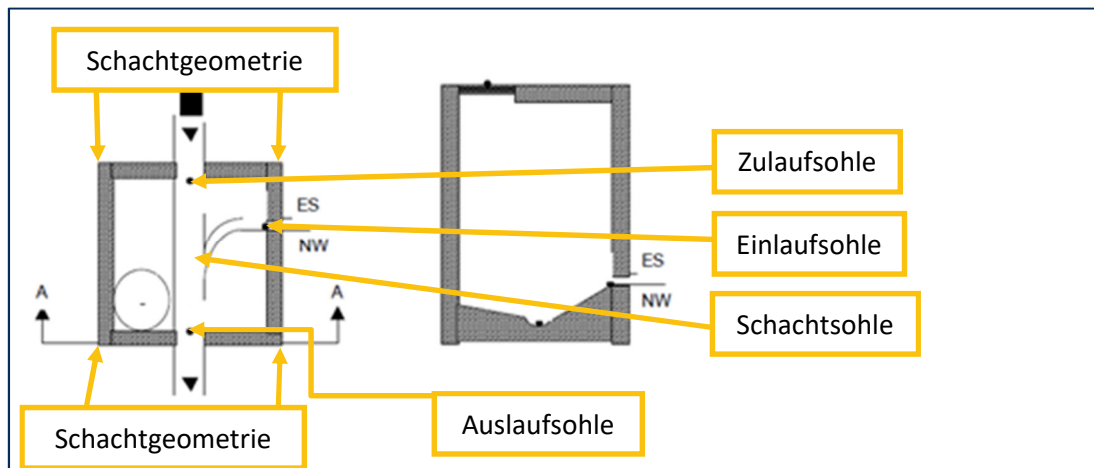 Schachtgeometrie
Zulaufsohle
ES
Einlaufsohle
NW
ES
A
A
NW
Schachtsohle
Auslaufsohle
Schachtgeometrie